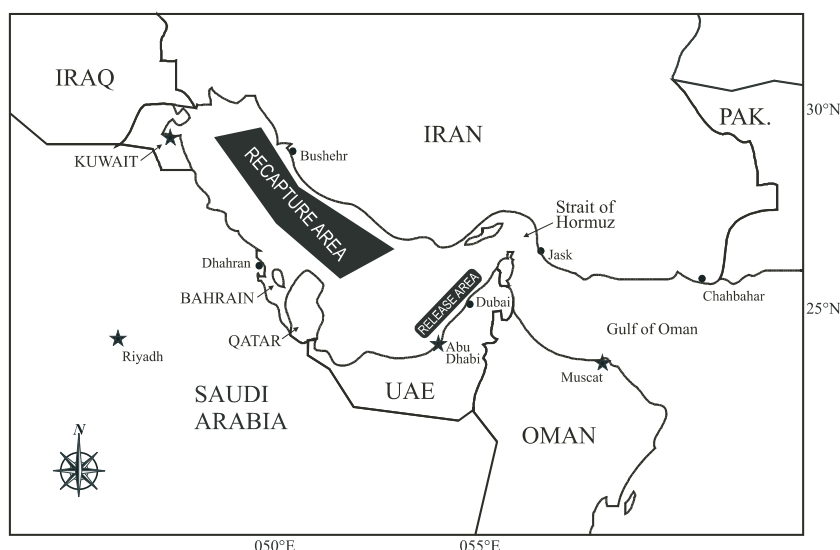 IRAQ
30°N
PAK.
IRAN
KUWAIT
Bushehr
RECAPTURE AREA
Strait of
Hormuz
Jask
Dhahran
BAHRAIN
Chahbahar
RELEASE AREA
Dubai
25°N
QATAR
Gulf of Oman
Abu
Dhabi
Riyadh
Muscat
SAUDI
ARABIA
UAE
OMAN
N
050°E
055°E